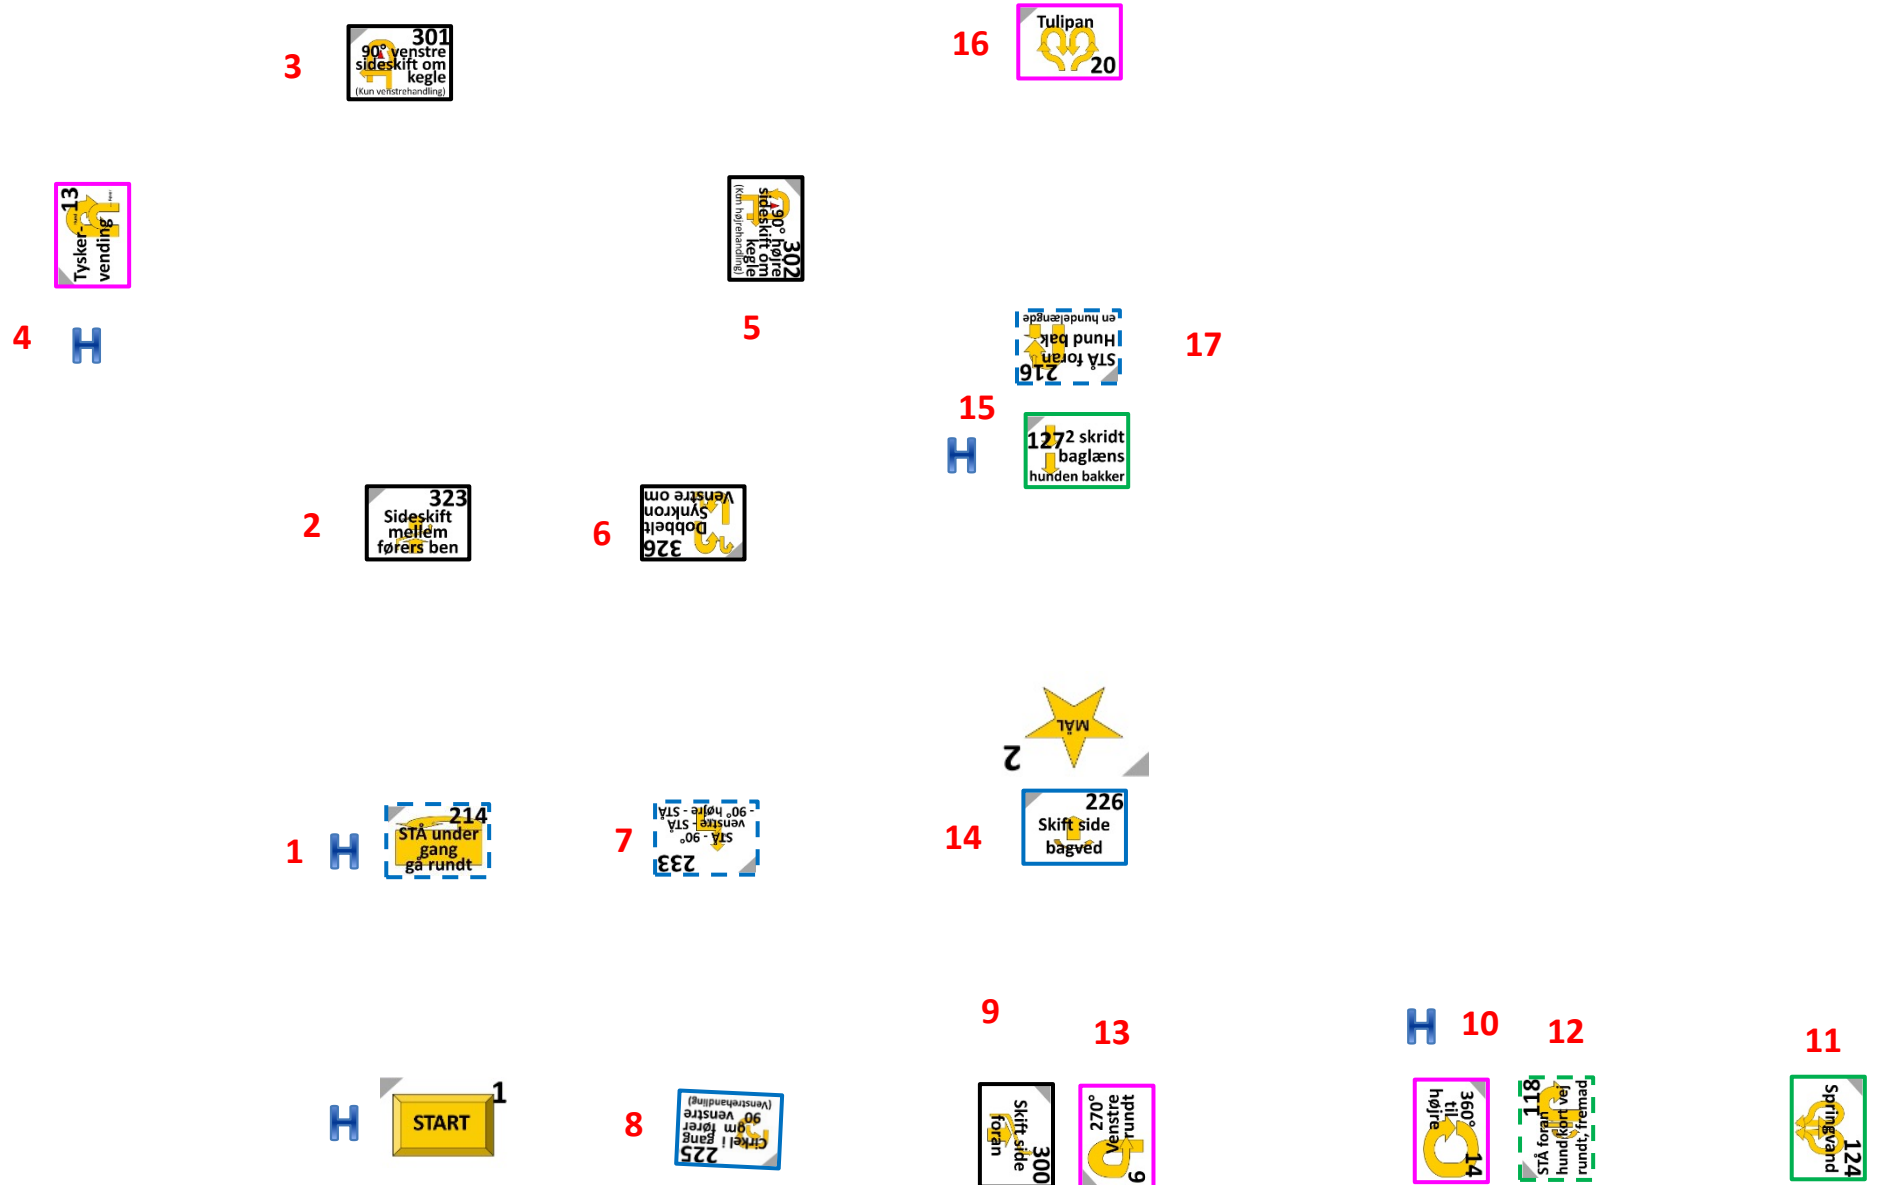 3
301
90° venstre
sideskift om
kegle
(Kun venstrehandling)
16
Tulipan
20
13
Tysker-
vending
4
H
302
90° højre
sideskift om
kegle
(Kun højrehandling)
5
216
STÅ foran
Hund bak
en hundelængde
17
15
H
127
2 skridt
baglæns
hunden bakker
2
323
Sideskift
mellem
førers ben
6
326
Dobbelt
Synkron
Venstre om
MÅL
2
1
H
214
STÅ under
gang
gå rundt
7
233
STÅ - 90°
venstre - STÅ
- 90° højre - STÅ
14
226
Skift side
bagved
H
START
1
8
225
Cirkel i gang
om fører
90 venstre
(Venstrehandling)
9
300
Skift side
foran
13
270°
Venstre
rundt
9
H
10
360°
til
højre
14
12
118
STÅ foran
hund kort vej
rundt, fremad
11
Springvand
124